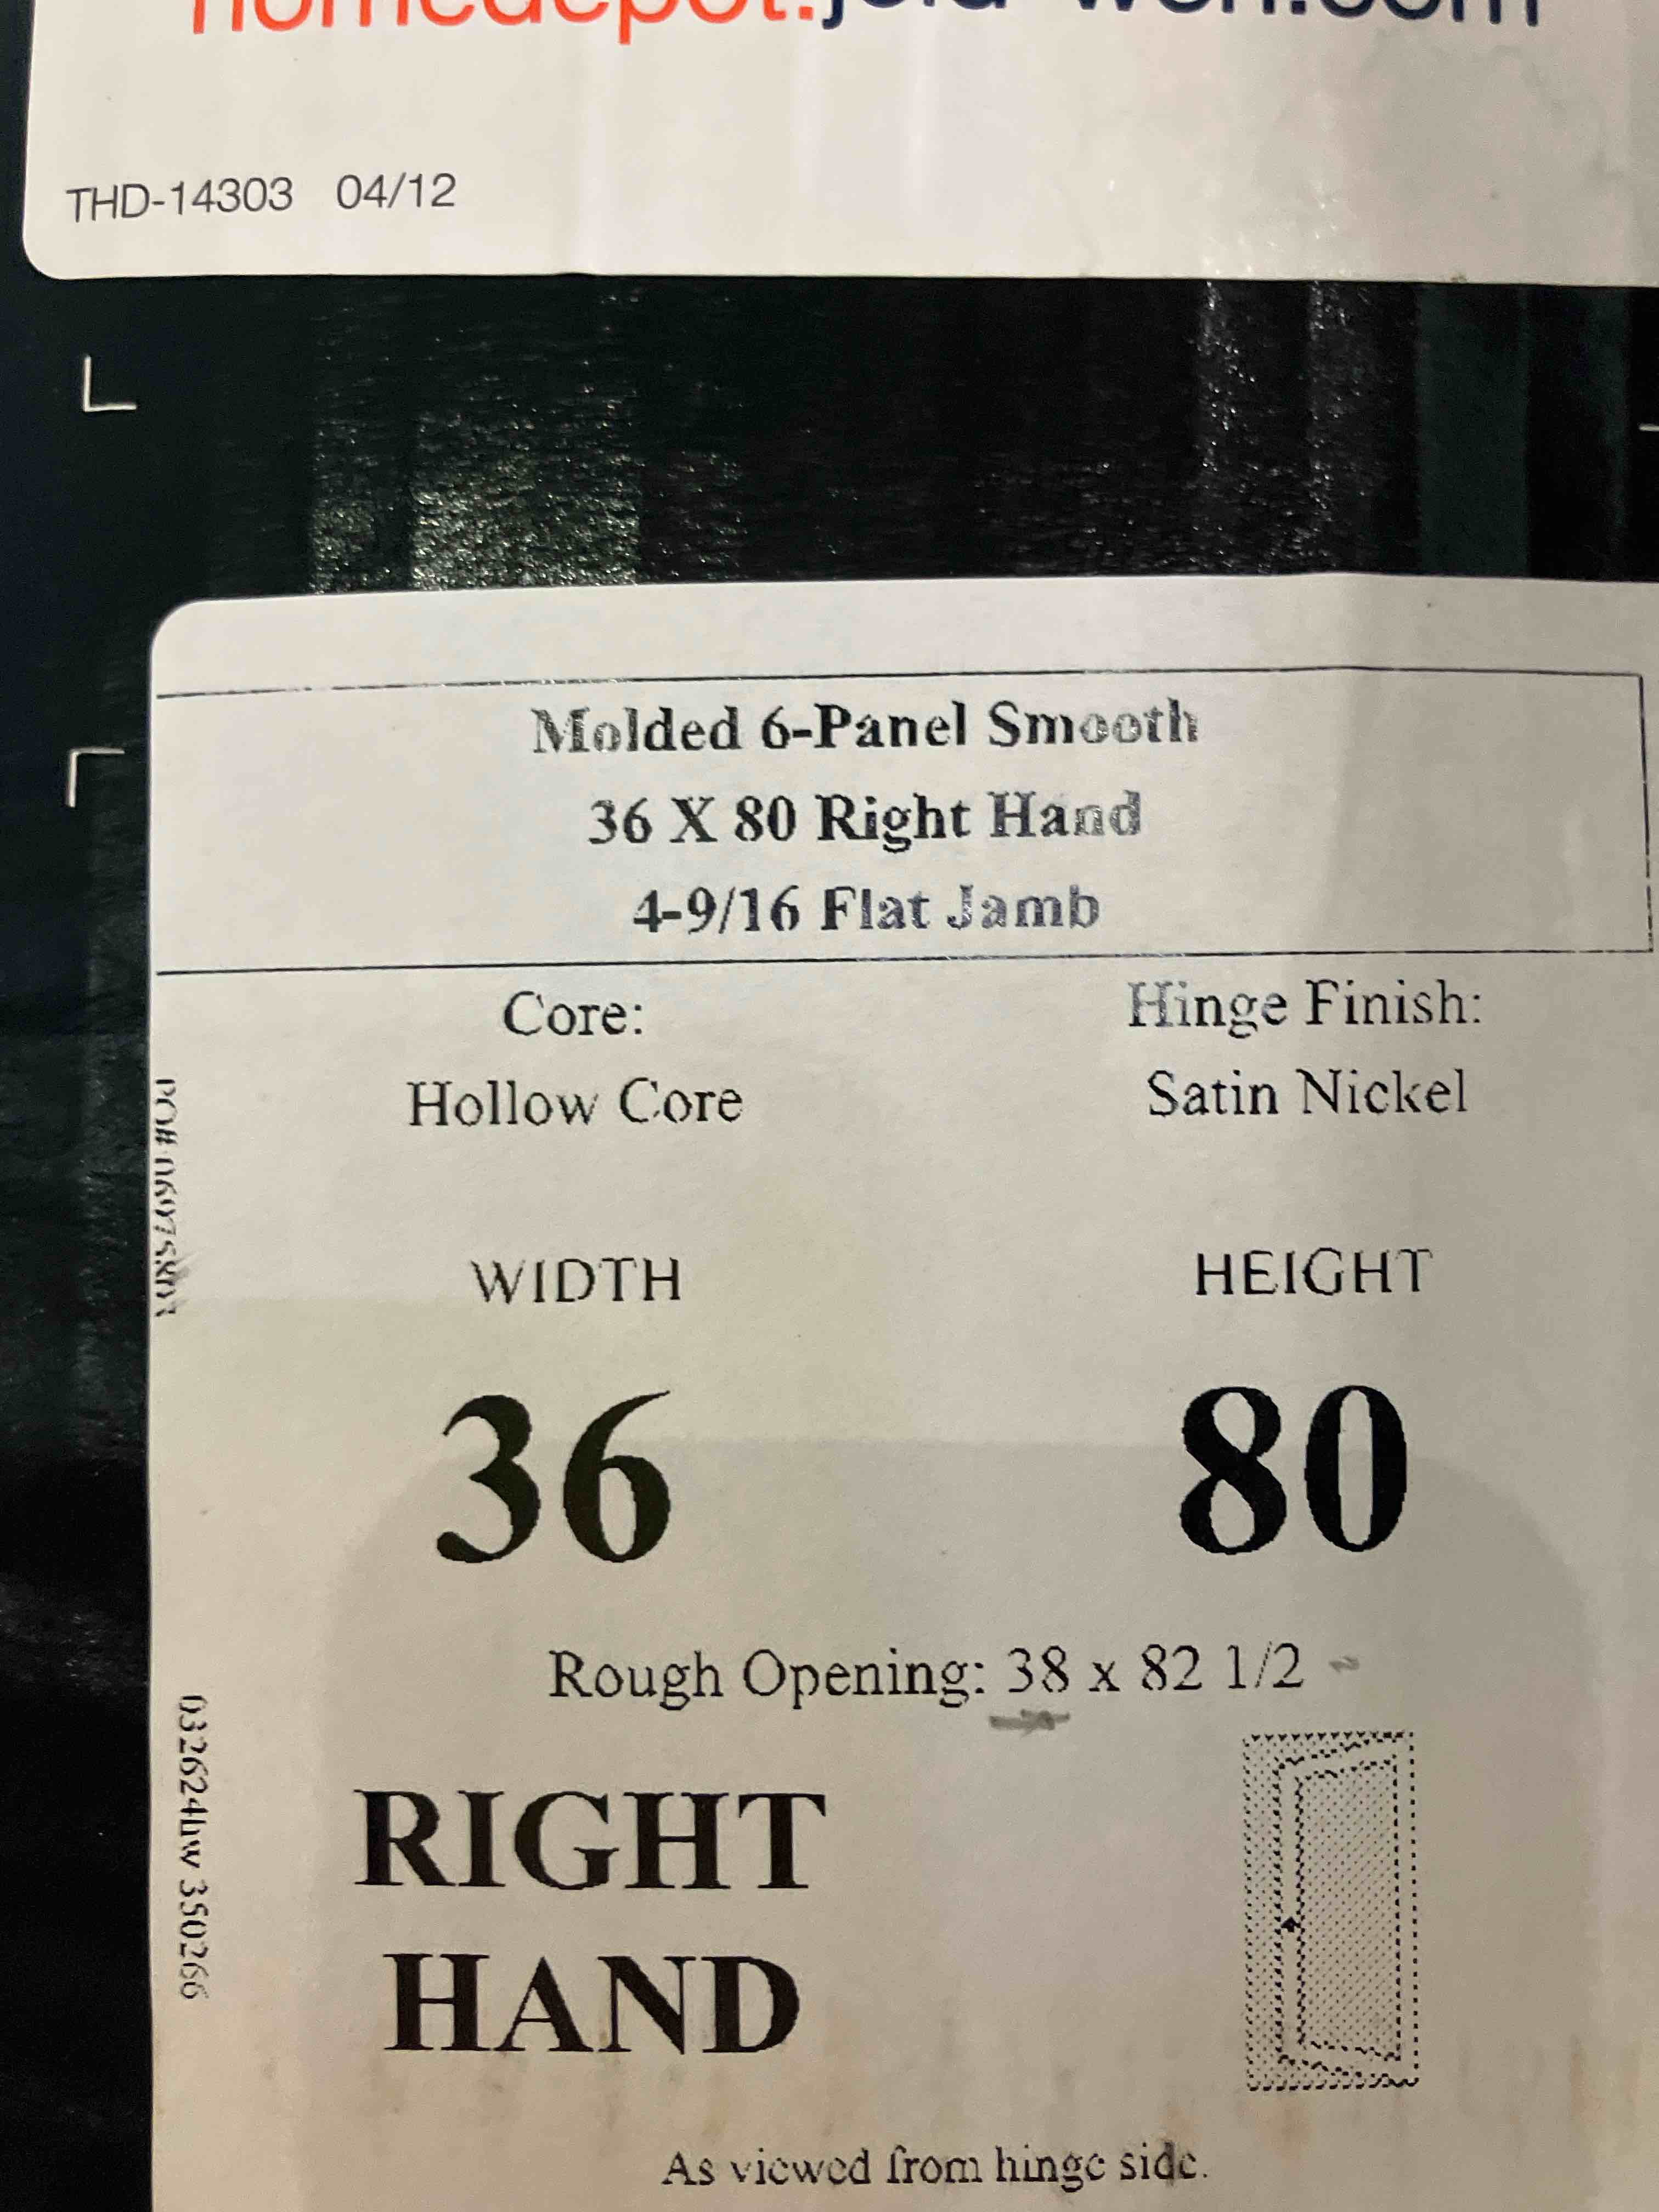 THD-14303 04/12
Molded 6-Panel Smooth
36 X 80 Right Hand
4-9/16 Flat Jamb
Core:
Hinge Finish:
Hollow Core
Satin Nickel
WIDTH
HEIGHT
36
80
Rough Opening: 38 x 82 1/2
RIGHT
HAND
As viewed from hinge side.
032624hw 350266